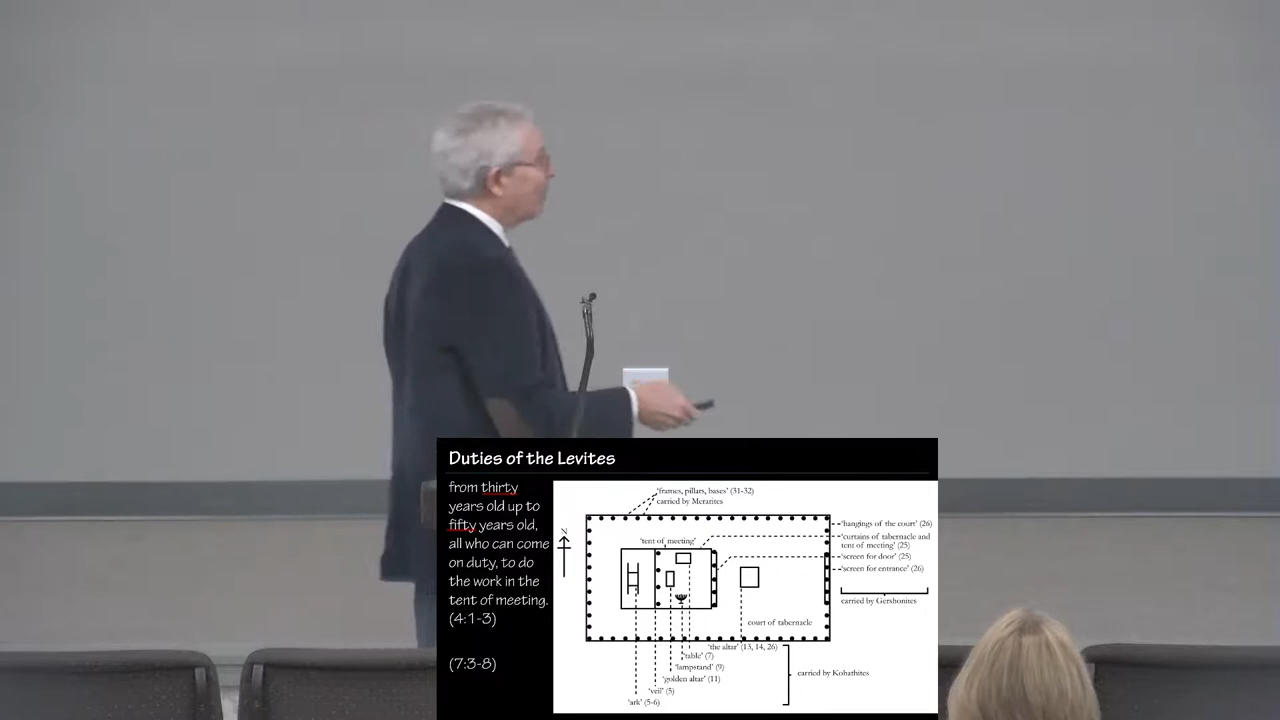 Duties of the Levites
from thirty
years old up to
fifty years old,
all who can come
on duty, to do
the work in the
tent of meeting.
(4:1-3)
(7:3-8)
'frames, pillars, bases' (31-32)
carried by Merarites
N
'hangings of the court' (26)
'curtains of tabernacle and
tent of meeting' (25)
'tent of meeting'
'screen for door' (25)
'screen for entrance' (26)
carried by Gershonites
court of tabernacle
'the altar' (13, 14, 26)
'table' (7)
'lampstand' (9)
'golden altar' (11)
'veil' (5)
'ark' (5-6)
carried by Kohathites